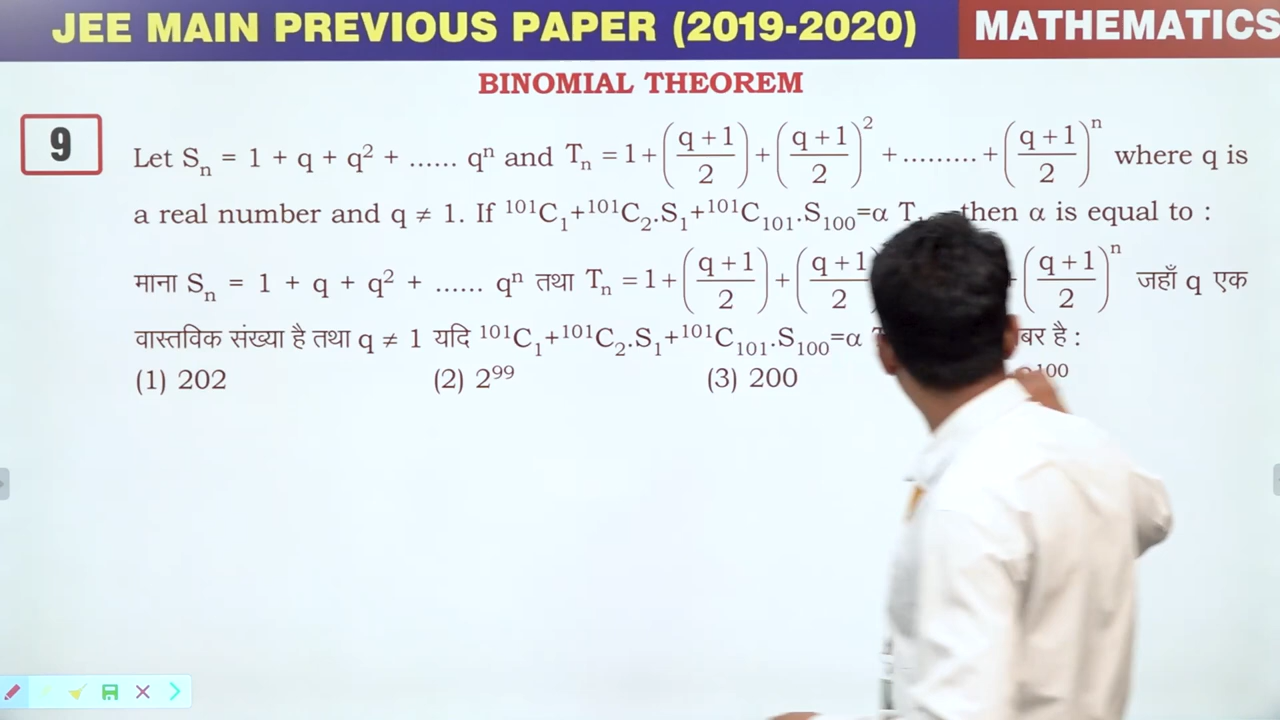 JEE MAIN PREVIOUS PAPER (2019-2020) MATHEMATICS
BINOMIAL THEOREM
9
Let Sₙ = 1 + q + q² + ...... qⁿ and Tₙ = 1 + ((q + 1)/2) + ((q + 1)/2)² + ......... + ((q + 1)/2)ⁿ where q is
a real number and q ≠ 1. If ¹⁰¹C₁+¹⁰¹C₂.S₁+¹⁰¹C₁₀₁.S₁₀₀=α then α is equal to :
माना Sₙ = 1 + q + q² + ...... qⁿ तथा Tₙ = 1 + ((q + 1)/2) + ((q + 1)/2) + ((q + 1)/2)ⁿ जहाँ q एक
वास्तविक संख्या है तथा q ≠ 1 यदि ¹⁰¹C₁+¹⁰¹C₂.S₁+¹⁰¹C₁₀₁.S₁₀₀=α है :
(1) 202 (2) 2⁹⁹ (3) 200